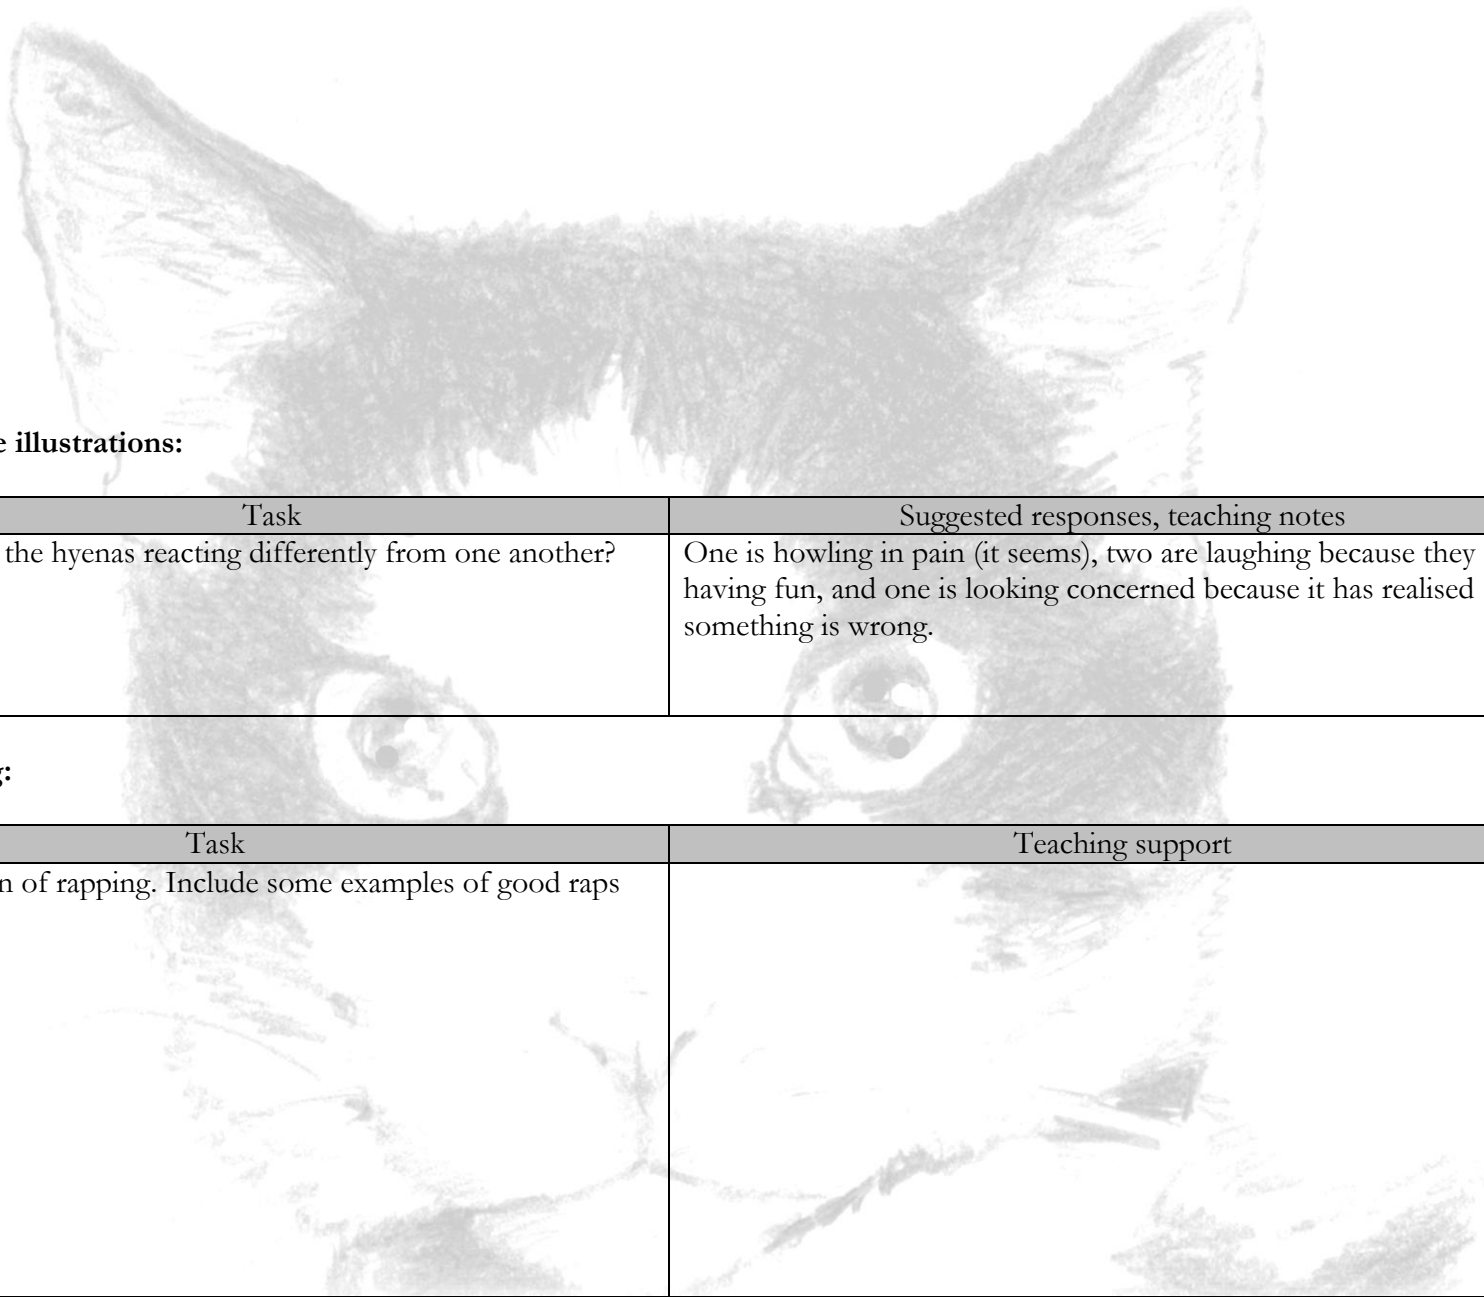 e illustrations:
Task
Suggested responses, teaching notes
the hyenas reacting differently from one another?
One is howling in pain (it seems), two are laughing because they
having fun, and one is looking concerned because it has realised
something is wrong.
g:
Task
Teaching support
n of rapping. Include some examples of good raps